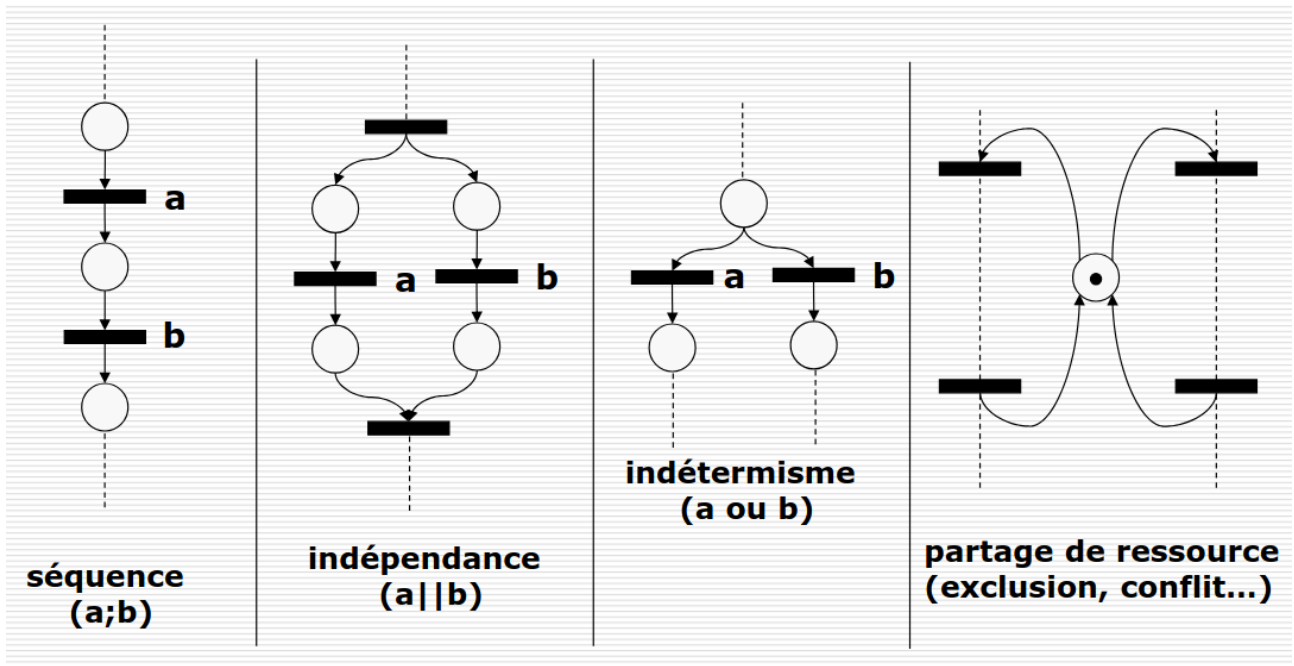 a
b
séquence
(a;b)
a
b
indépendance
(a||b)
a
b
indétermisme
(a ou b)
partage de ressource
(exclusion, conflit...)